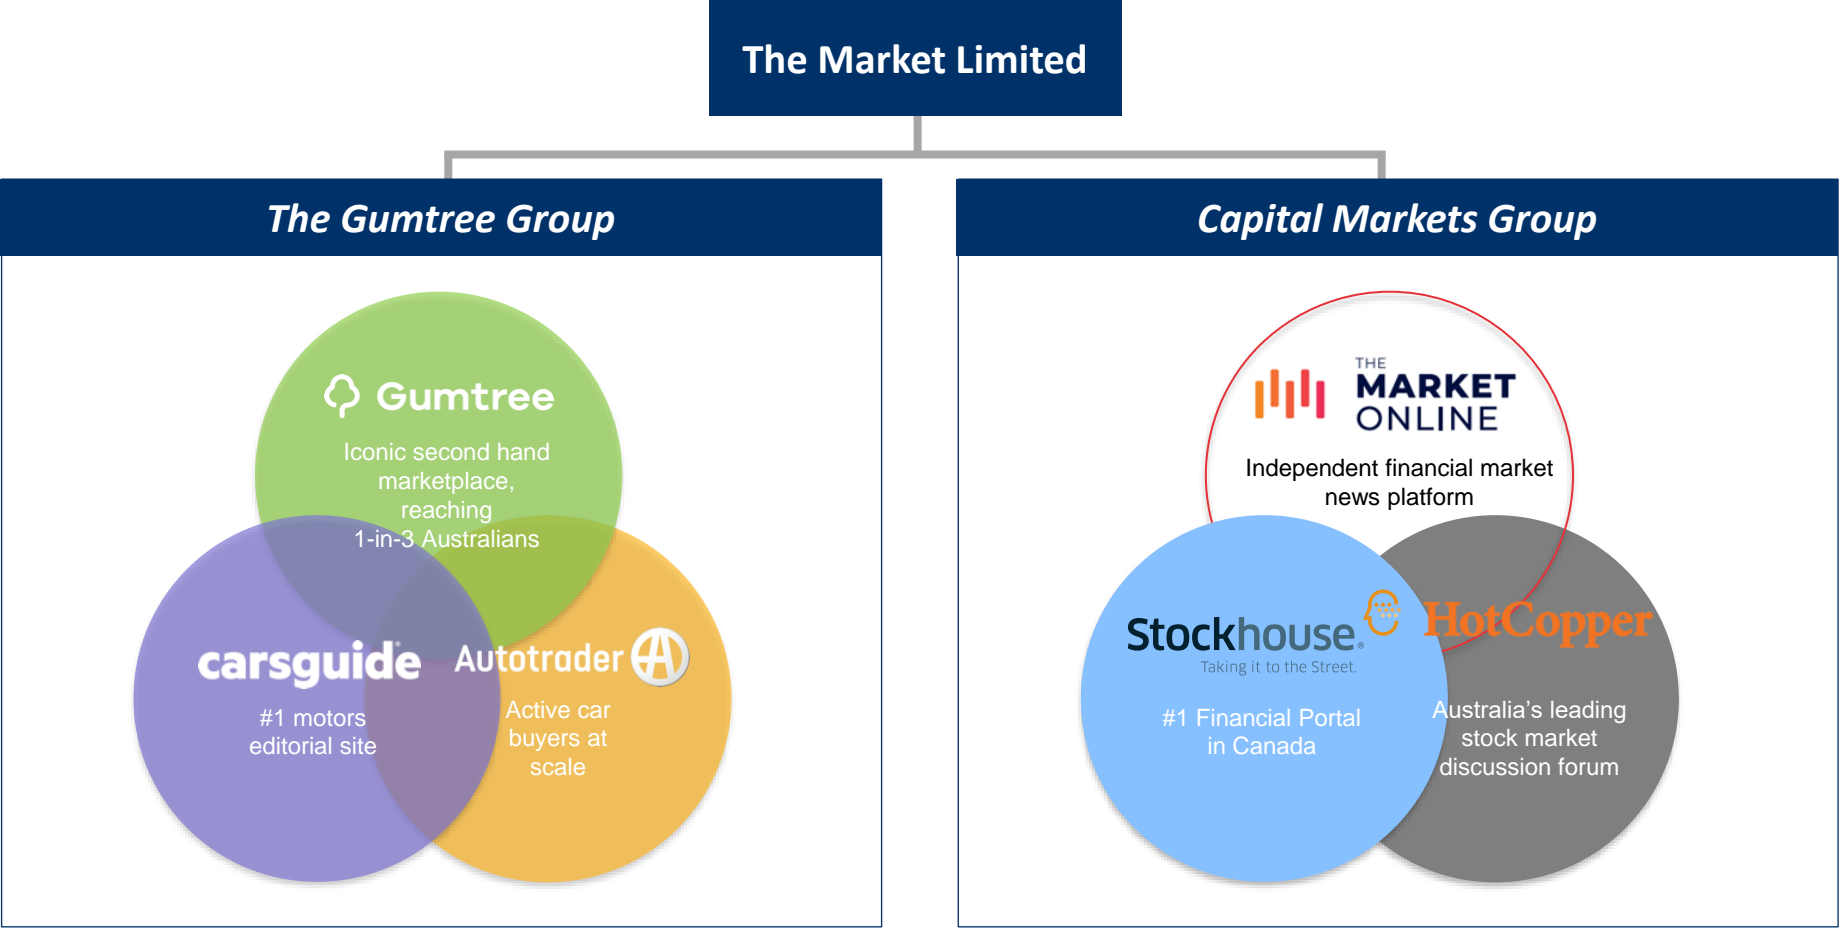 The Market Limited
The Gumtree Group
Gumtree
Iconic second hand
marketplace,
reaching
1-in-3 Australians
carsguide
#1 motors
editorial site
Autotrader
Active car
buyers at
scale
Capital Markets Group
THE
MARKET
ONLINE
Independent financial market
news platform
Stockhouse®
Taking it to the Street.
#1 Financial Portal
in Canada
HotCopper
Australia’s leading
stock market
discussion forum